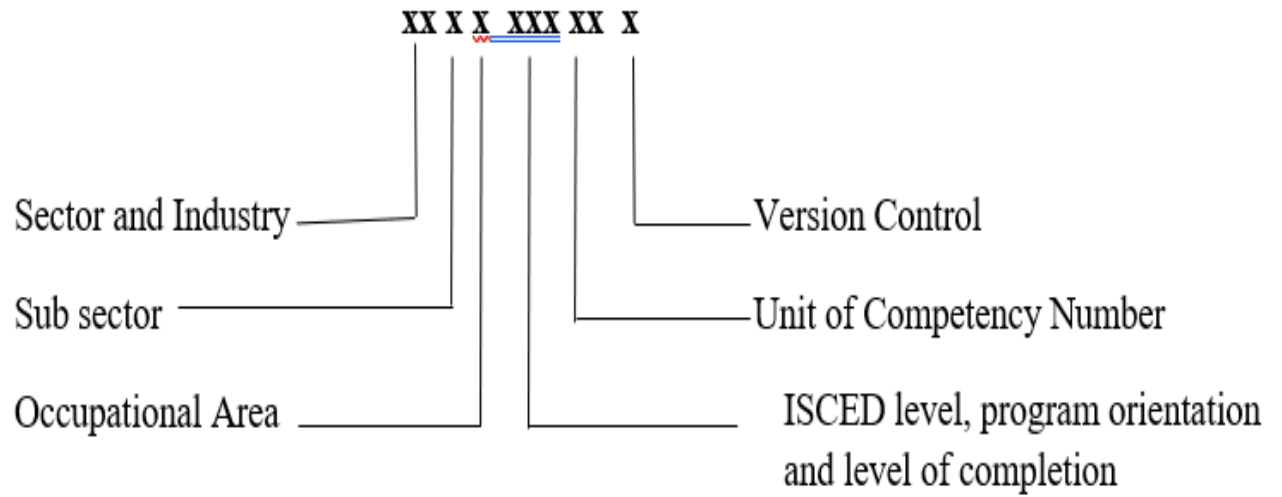 xx x x xxx xx x
Sector and Industry
Version Control
Sub sector
Unit of Competency Number
Occupational Area
ISCED level, program orientation
and level of completion